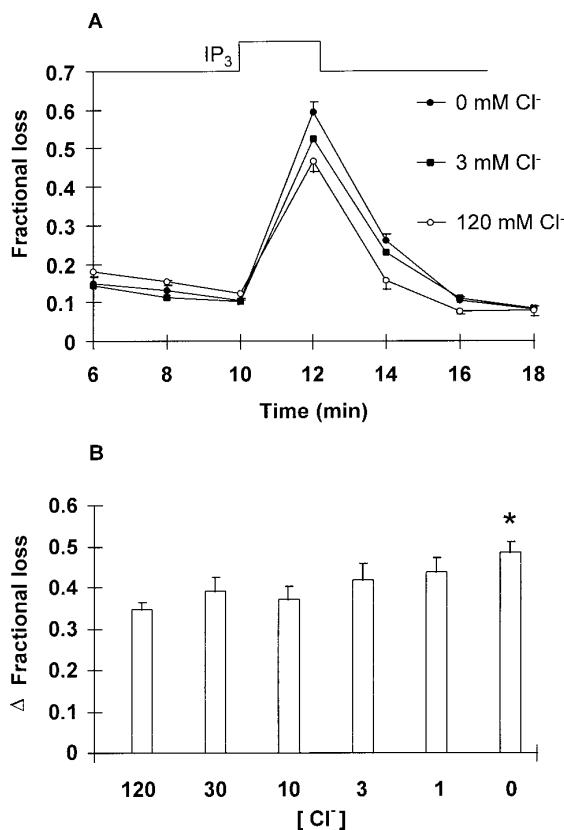 A
IP₃
0.7
0.6
0.5
0.4
0.3
0.2
0.1
0
Fractional loss
0 mM Cl⁻
3 mM Cl⁻
120 mM Cl⁻
6 8 10 12 14 16 18
Time (min)
B
0.6
0.5
0.4
0.3
0.2
0.1
0
Δ Fractional loss
*
120 30 10 3 1 0
[ Cl⁻]